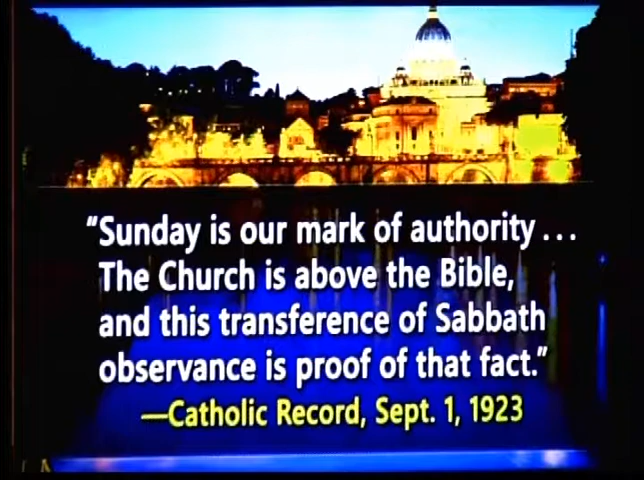 “Sunday is our mark of authority . . .
The Church is above the Bible,
and this transference of Sabbath
observance is proof of that fact.”
—Catholic Record, Sept. 1, 1923